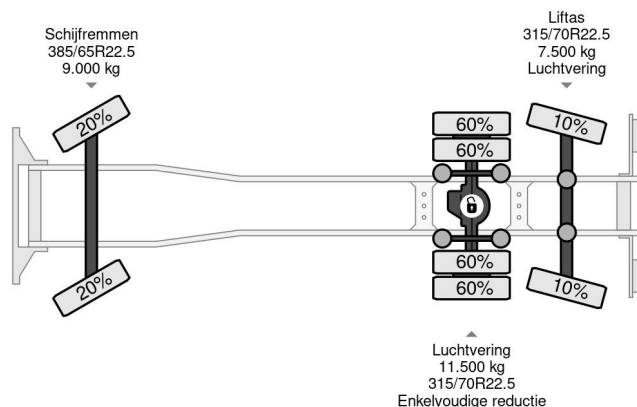 Schijfremmen
385/65R22.5
9.000 kg
Liftas
315/70R22.5
7.500 kg
Luchtvering
20%
60%
60%
10%
20%
60%
60%
10%
Luchtvering
11.500 kg
315/70R22.5
Enkelvoudige reductie